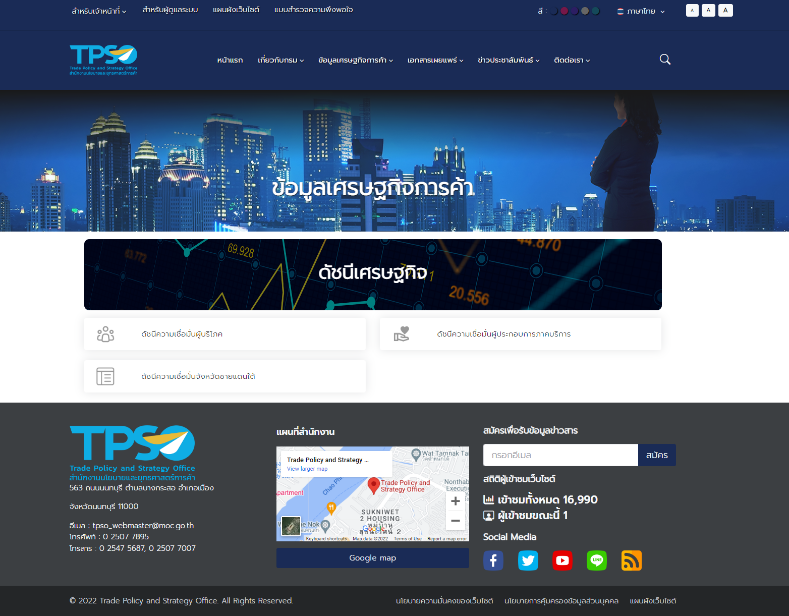 สำหรับเจ้าหน้าที่ สำหรับผู้ดูแลระบบ แผนผังเว็บไซต์ แบบสำรวจความพึงพอใจ สี : ภาษาไทย A A A
TPSO
Trade Policy and Strategy Office
สำนักงานนโยบายและยุทธศาสตร์การค้า
หน้าแรก เกี่ยวกับกรม ข้อมูลเศรษฐกิจการค้า เอกสารเผยแพร่ ข่าวประชาสัมพันธ์ ติดต่อเรา
ข้อมูลเศรษฐกิจการค้า
69.928
44.870
ดัชนีเศรษฐกิจ
20.556
ดัชนีความเชื่อมั่นผู้บริโภค
ดัชนีความเชื่อมั่นผู้ประกอบการภาคบริการ
ดัชนีความเชื่อมั่นจังหวัดชายแดนใต้
TPSO
Trade Policy and Strategy Office
สำนักงานนโยบายและยุทธศาสตร์การค้า
563 ถนนนนทบุรี ตำบลบางกระสอ อำเภอเมือง
จังหวัดนนทบุรี 11000
อีเมล : tpso_webmaster@moc.go.th
โทรศัพท์ : 0 2507 7895
โทรสาร : 0 2547 5687, 0 2507 7007
แผนที่สำนักงาน
Trade Policy and Strategy ...
View larger map
Wat Tamnak Tai
Trade Policy and
Strategy Office
Apartment
SUKNIWET
2 HOUSING
Keyboard shortcuts Map data ©2022 Terms of Use Report a map error
Google map
สมัครเพื่อรับข้อมูลข่าวสาร
กรอกอีเมล สมัคร
สถิติผู้เข้าชมเว็บไซต์
เข้าชมทั้งหมด 16,990
ผู้เข้าชมขณะนี้ 1
Social Media
LINE
© 2022 Trade Policy and Strategy Office. All Rights Reserved.
นโยบายความมั่นคงของเว็บไซต์ นโยบายการคุ้มครองข้อมูลส่วนบุคคล แผนผังเว็บไซต์